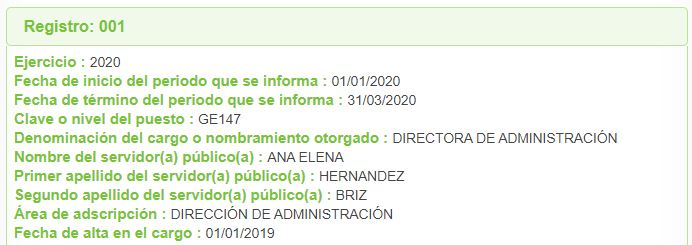 Registro: 001
Ejercicio : 2020
Fecha de inicio del periodo que se informa : 01/01/2020
Fecha de término del periodo que se informa : 31/03/2020
Clave o nivel del puesto : GE147
Denominación del cargo o nombramiento otorgado : DIRECTORA DE ADMINISTRACIÓN
Nombre del servidor(a) público(a) : ANA ELENA
Primer apellido del servidor(a) público(a) : HERNANDEZ
Segundo apellido del servidor(a) público(a) : BRIZ
Área de adscripción : DIRECCIÓN DE ADMINISTRACIÓN
Fecha de alta en el cargo : 01/01/2019